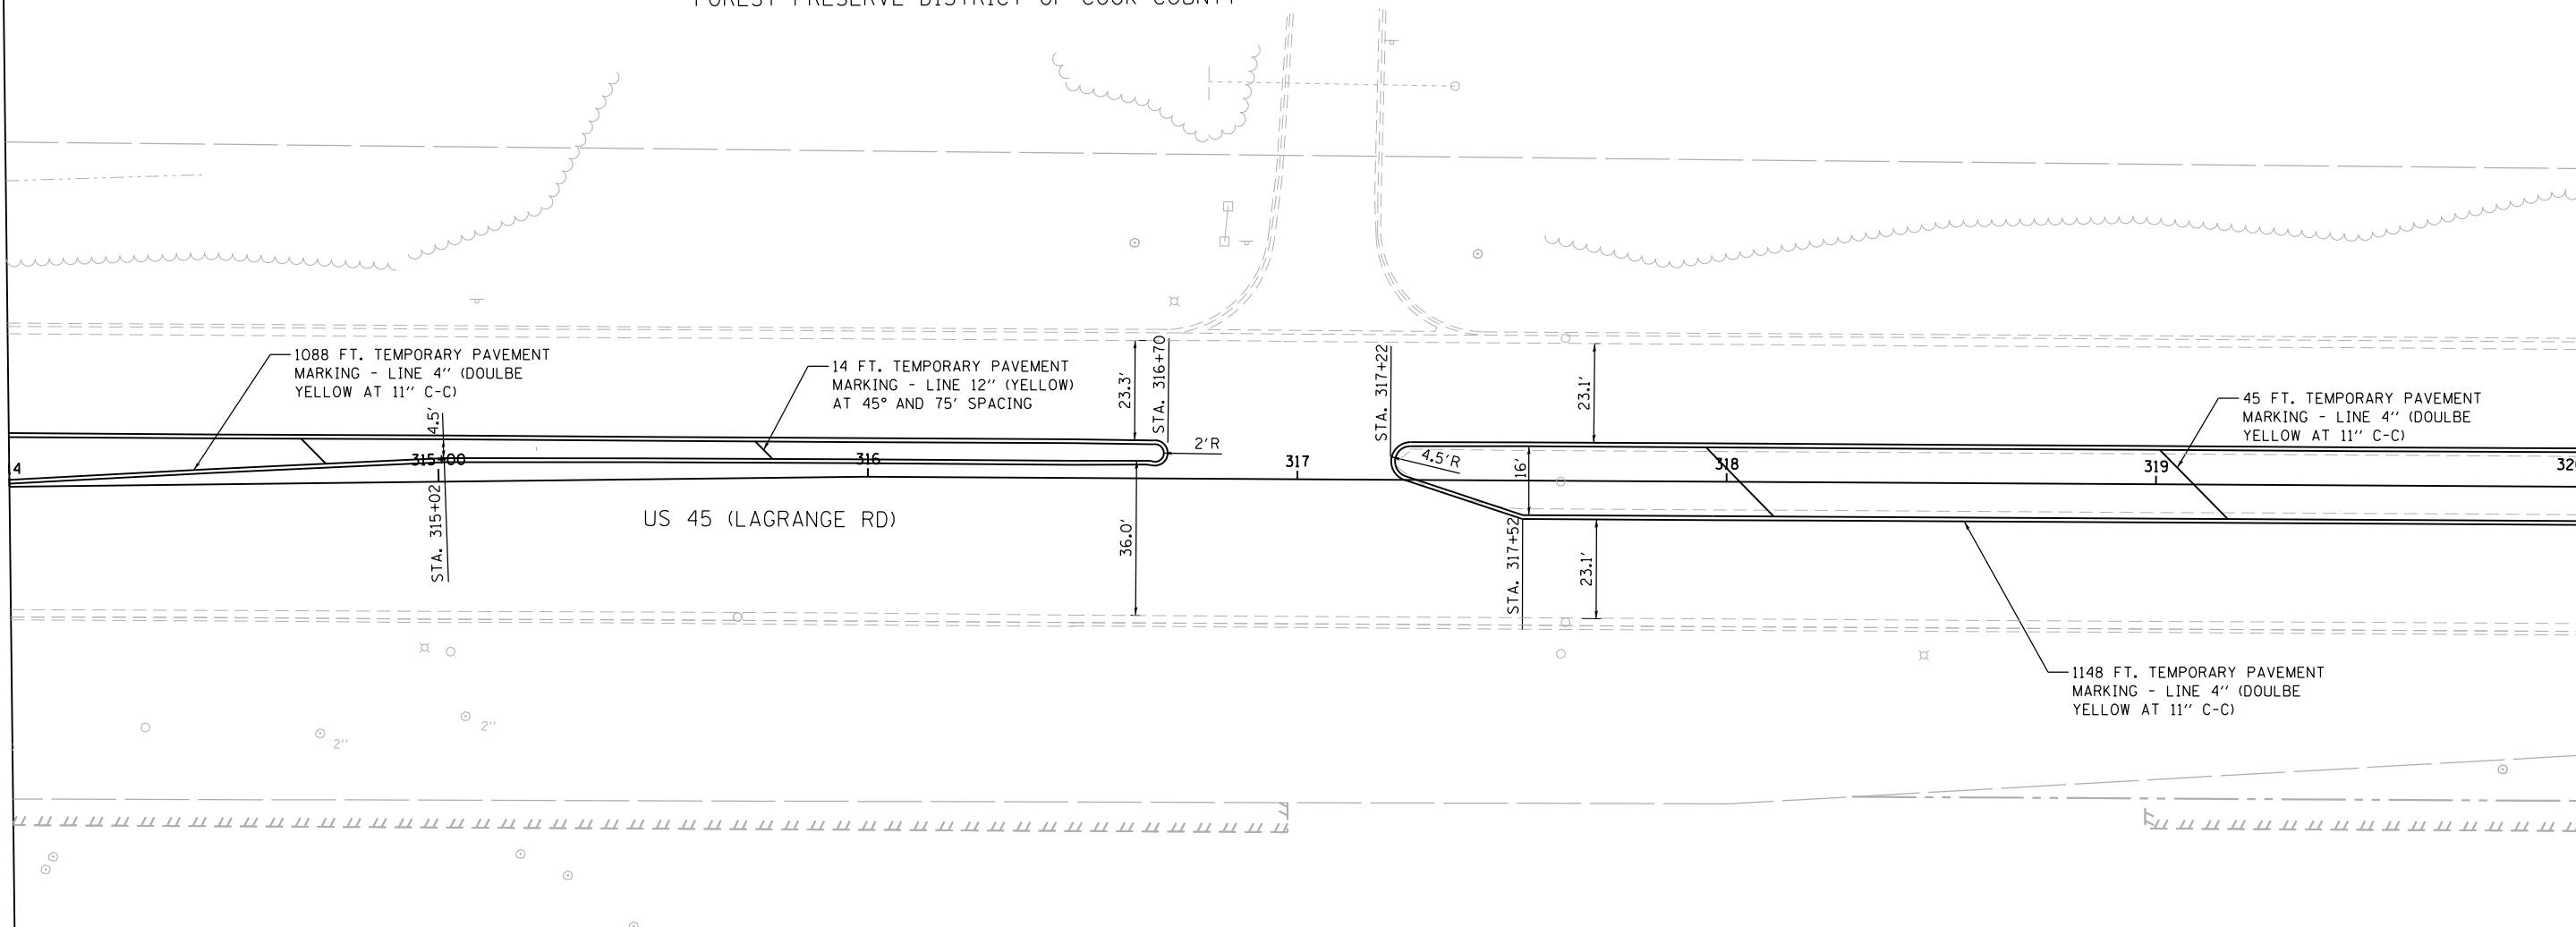 FOREST PRESERVE DISTRICT OF COOK COUNTY
1088 FT. TEMPORARY PAVEMENT
MARKING - LINE 4" (DOULBE
YELLOW AT 11" C-C)
14 FT. TEMPORARY PAVEMENT
MARKING - LINE 12" (YELLOW)
AT 45° AND 75' SPACING
45 FT. TEMPORARY PAVEMENT
MARKING - LINE 4" (DOULBE
YELLOW AT 11" C-C)
4.5'
23.3'
STA. 316+70
STA. 317+22
23.1'
2'R
4.5'R
16'
315+00
316
317
318
319
STA. 315+02
US 45 (LAGRANGE RD)
36.0'
STA. 317+52
23.1'
1148 FT. TEMPORARY PAVEMENT
MARKING - LINE 4" (DOULBE
YELLOW AT 11" C-C)
2"
2"